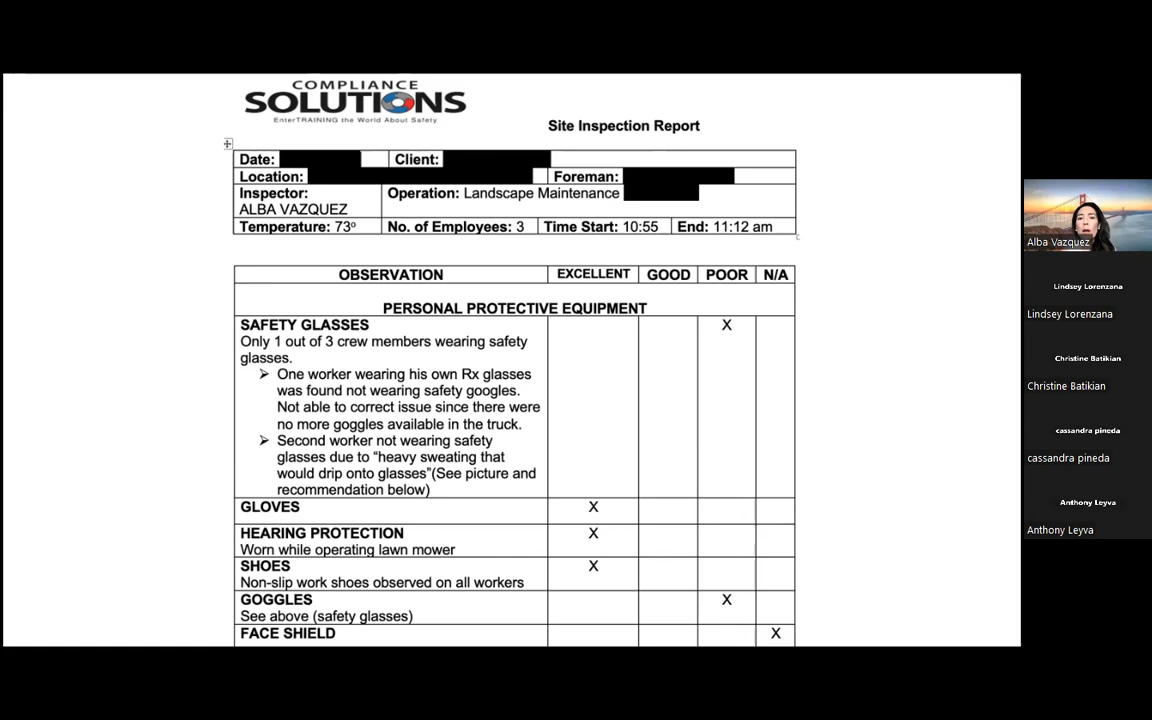 COMPLIANCE
SOLUTIONS
EnterTRAINING the World About Safety
Site Inspection Report
Date: Client:
Location: Foreman:
Inspector: Operation: Landscape Maintenance
ALBA VAZQUEZ
Temperature: 73º No. of Employees: 3 Time Start: 10:55 End: 11:12 am
OBSERVATION EXCELLENT GOOD POOR N/A
PERSONAL PROTECTIVE EQUIPMENT
SAFETY GLASSES X
Only 1 out of 3 crew members wearing safety
glasses.
One worker wearing his own Rx glasses
was found not wearing safety googles.
Not able to correct issue since there were
no more goggles available in the truck.
Second worker not wearing safety
glasses due to “heavy sweating that
would drip onto glasses”(See picture and
recommendation below)
GLOVES X
HEARING PROTECTION X
Worn while operating lawn mower
SHOES X
Non-slip work shoes observed on all workers
GOGGLES X
See above (safety glasses)
FACE SHIELD X
Alba Vazquez
Lindsey Lorenzana
Lindsey Lorenzana
Christine Batikian
Christine Batikian
cassandra pineda
cassandra pineda
Anthony Leyva
Anthony Leyva